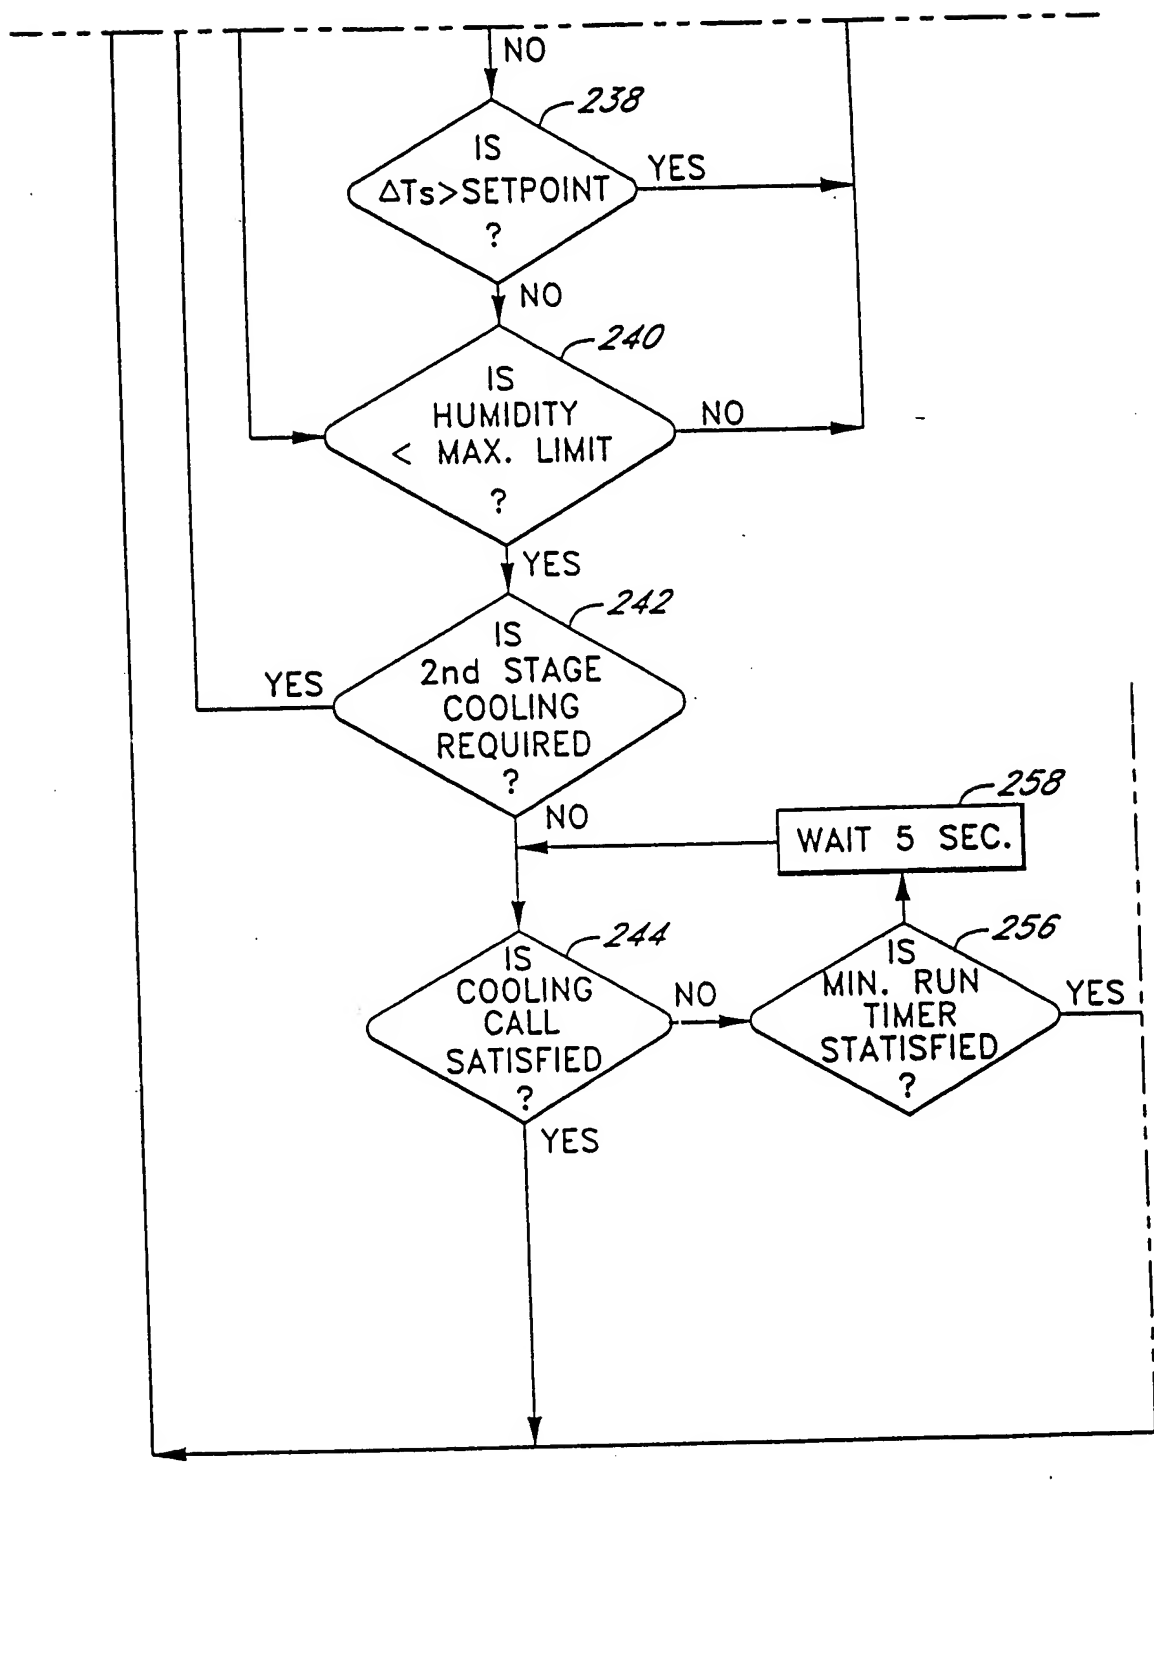 NO
238
IS
ΔTs>SETPOINT
?
YES
NO
240
IS
HUMIDITY
< MAX. LIMIT
?
NO
YES
242
IS
2nd STAGE
COOLING
REQUIRED
?
YES
NO
258
WAIT 5 SEC.
244
IS
COOLING
CALL
SATISFIED
?
NO
256
IS
MIN. RUN
TIMER
STATISFIED
?
YES
YES